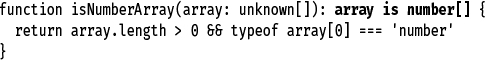 function isNumberArray(array: unknown[]): array is number[] {
  return array.length > 0 && typeof array[0] === 'number'
}